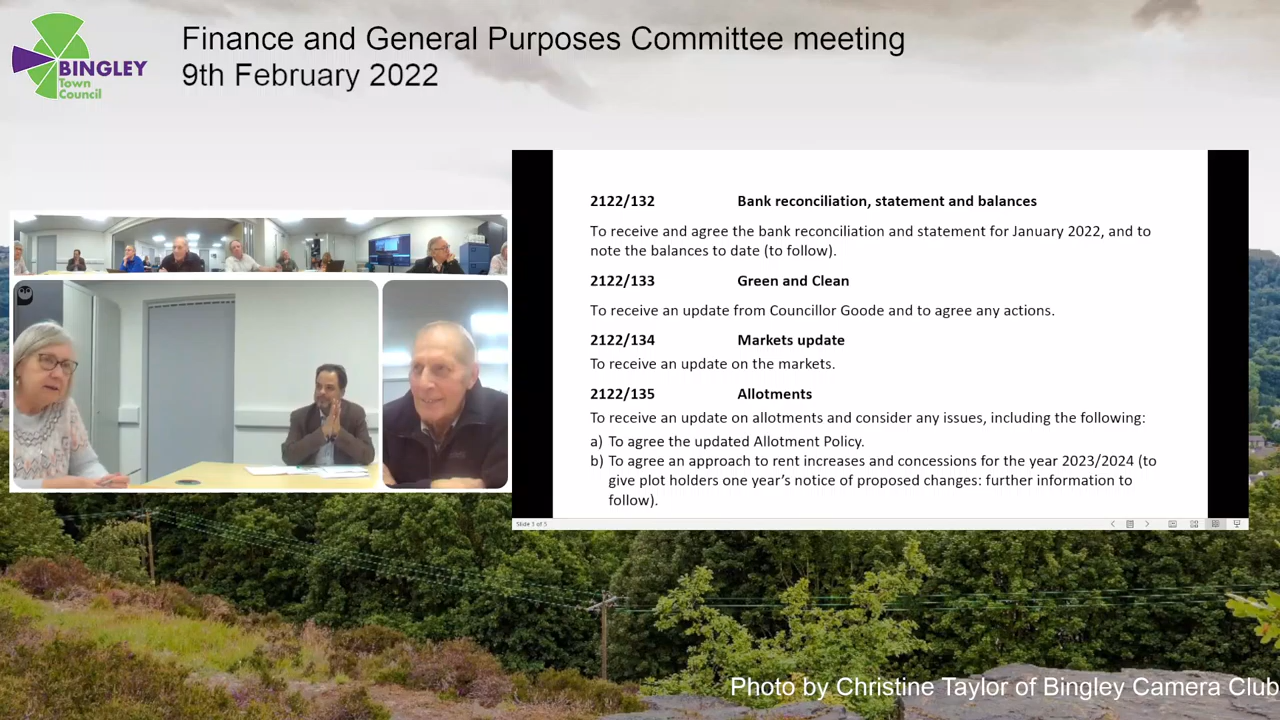 BINGLEY
Town
Council
Finance and General Purposes Committee meeting
9th February 2022
2122/132 Bank reconciliation, statement and balances
To receive and agree the bank reconciliation and statement for January 2022, and to
note the balances to date (to follow).
2122/133 Green and Clean
To receive an update from Councillor Goode and to agree any actions.
2122/134 Markets update
To receive an update on the markets.
2122/135 Allotments
To receive an update on allotments and consider any issues, including the following:
a) To agree the updated Allotment Policy.
b) To agree an approach to rent increases and concessions for the year 2023/2024 (to
give plot holders one year's notice of proposed changes: further information to
follow).
Slide 1 of 5
Photo by Christine Taylor of Bingley Camera Club